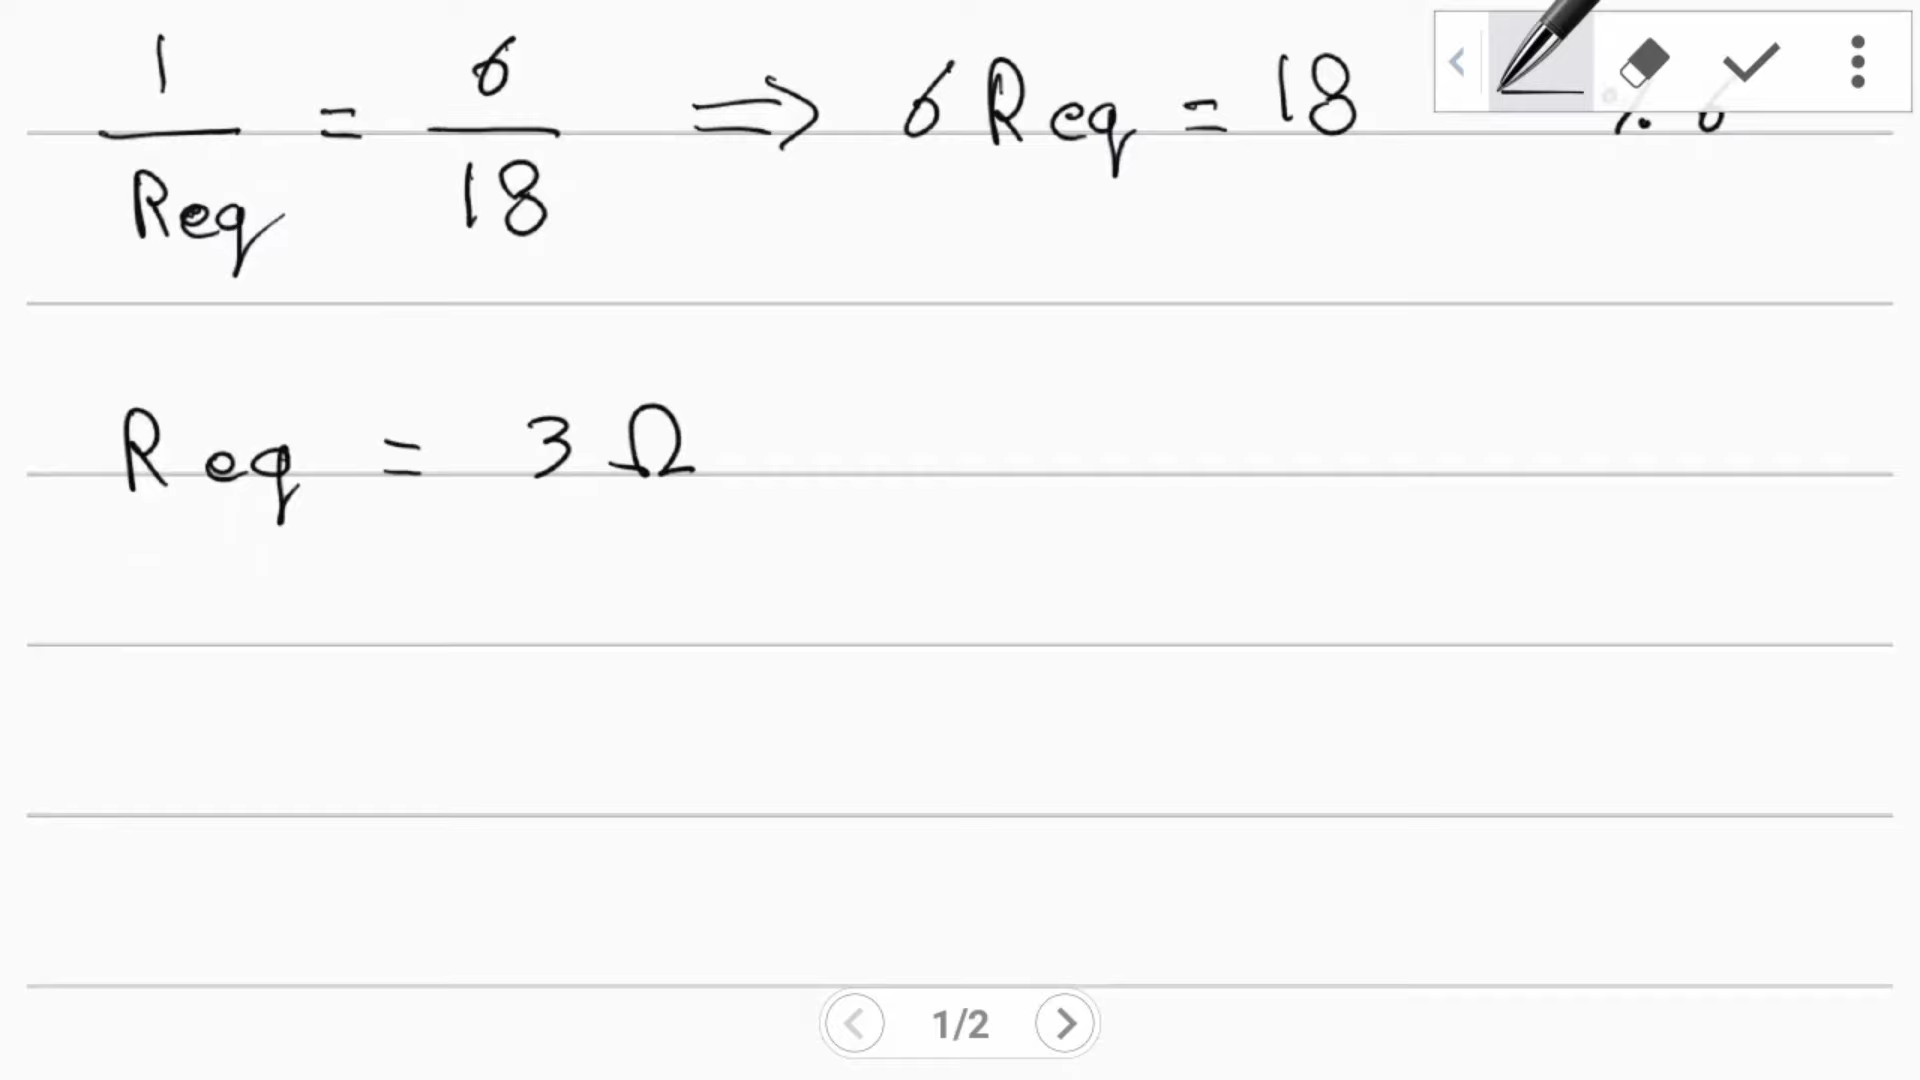 1/Req = 6/18 ⟹ 6 Req = 18
Req = 3 Ω
1/2